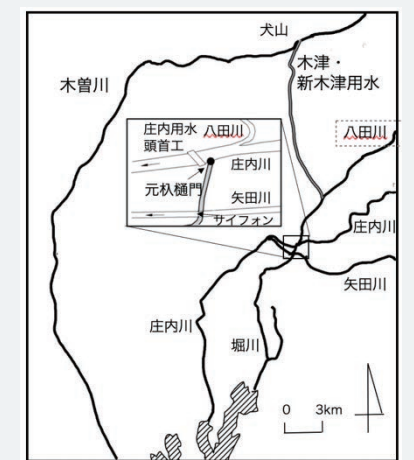 犬山
木曽川
木津・
新木津用水
庄内用水
頭首工
八田川
庄内川
元杁樋門
矢田川
サイフォン
八田川
庄内川
矢田川
庄内川
堀川
0 3km